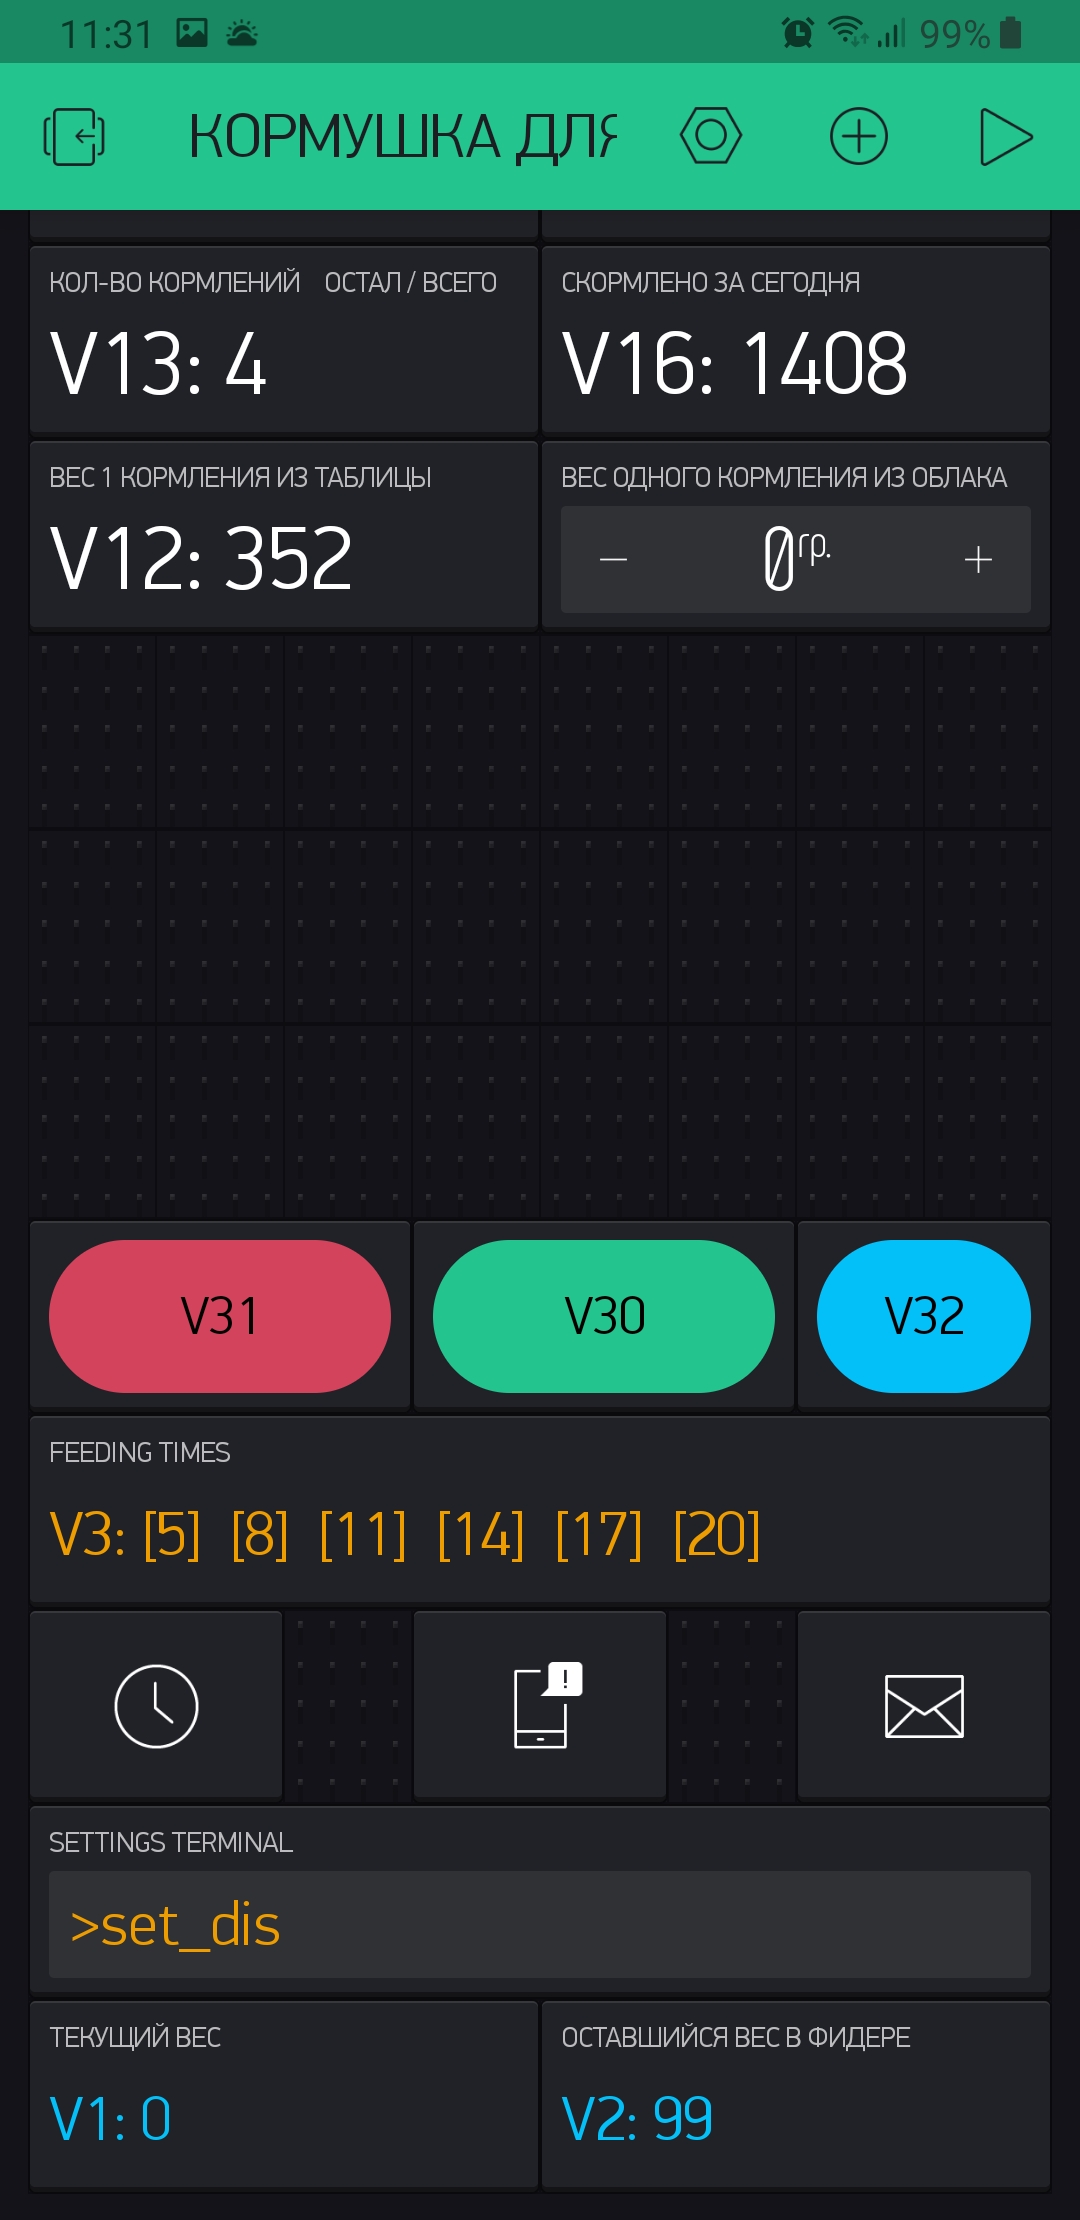 11:31 99%
КОРМУШКА ДЛЯ
КОЛ-ВО КОРМЛЕНИЙ ОСТАЛ / ВСЕГО
V13: 4
СКОРМЛЕНО ЗА СЕГОДНЯ
V16: 1408
ВЕС 1 КОРМЛЕНИЯ ИЗ ТАБЛИЦЫ
V12: 352
ВЕС ОДНОГО КОРМЛЕНИЯ ИЗ ОБЛАКА
– 0гр. +
V31 V30 V32
FEEDING TIMES
V3: [5] [8] [11] [14] [17] [20]
!
SETTINGS TERMINAL
>set_dis
ТЕКУЩИЙ ВЕС
V1: 0
ОСТАВШИЙСЯ ВЕС В ФИДЕРЕ
V2: 99